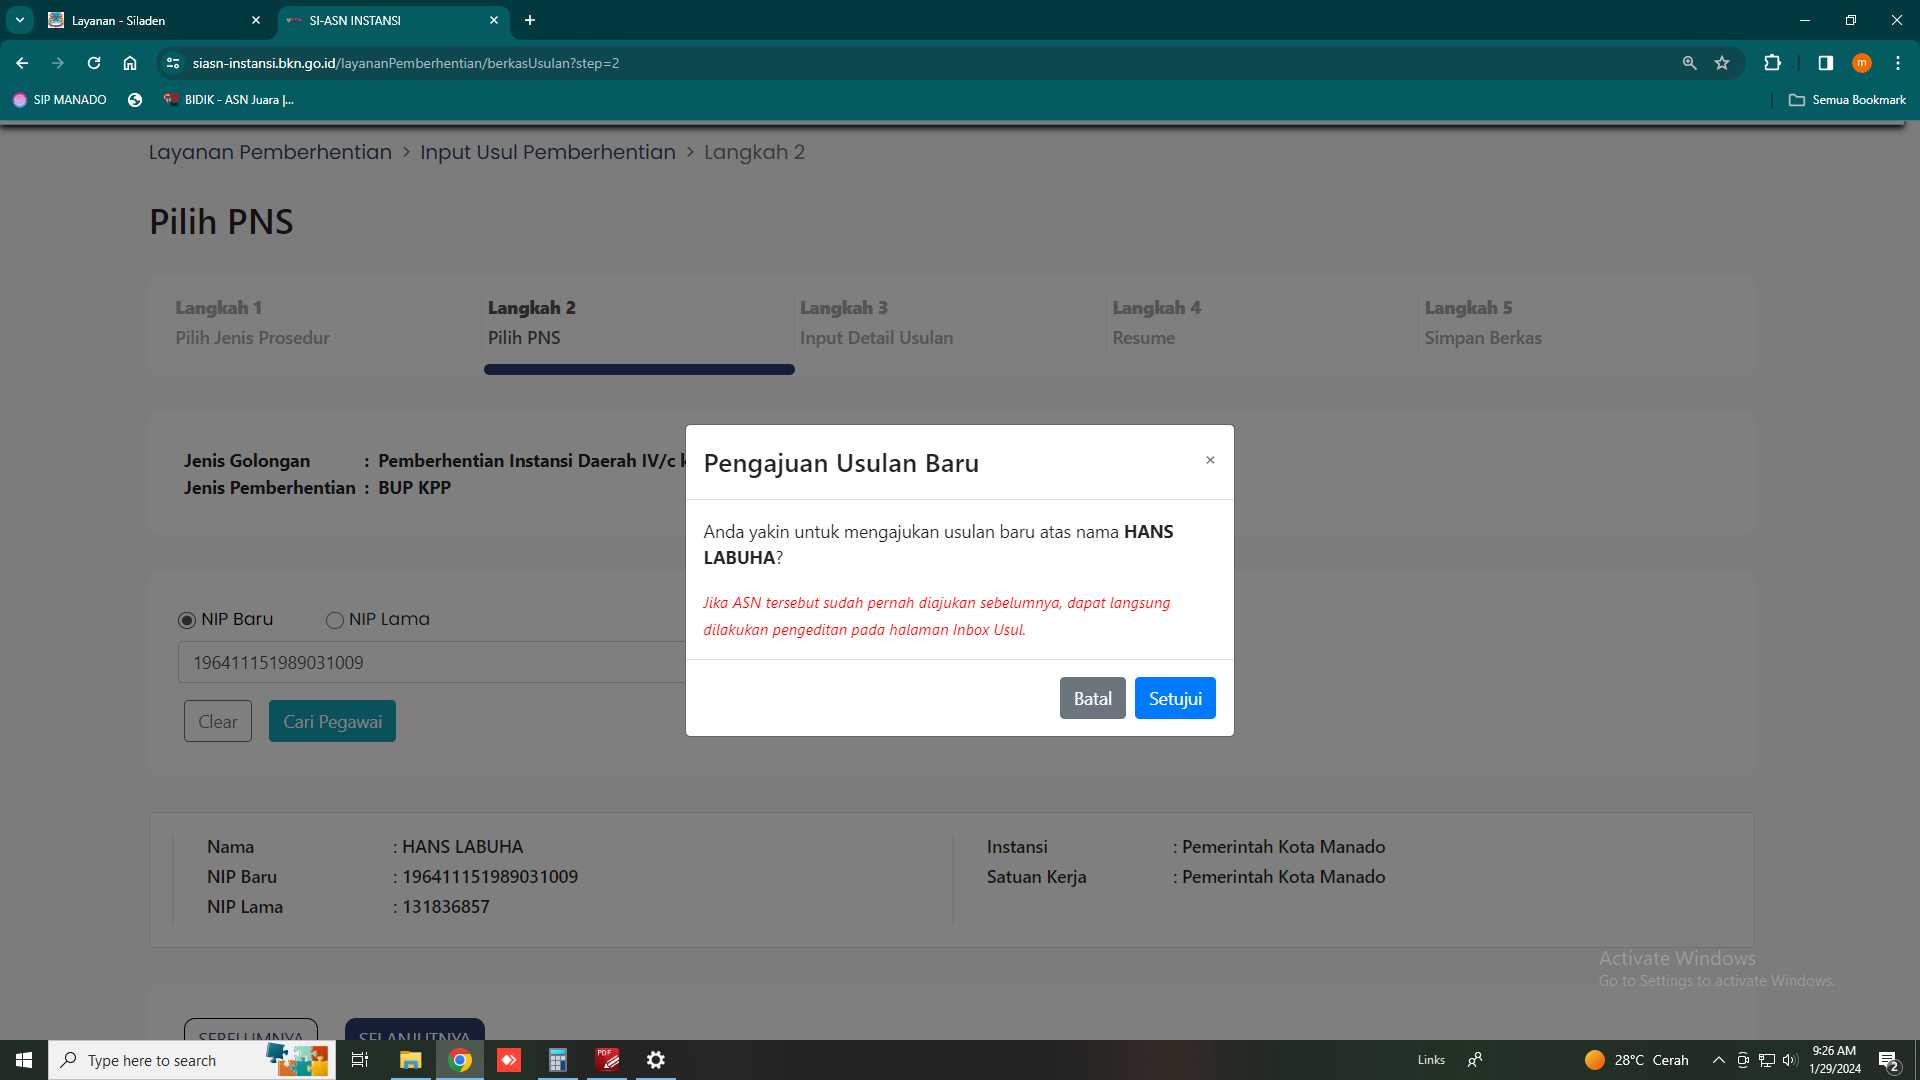 Layanan - Siladen
SI-ASN INSTANSI
siasn-instansi.bkn.go.id/layananPemberhentian/berkasUsulan?step=2
m
SIP MANADO
BIDIK - ASN Juara |...
Semua Bookmark
Layanan Pemberhentian > Input Usul Pemberhentian > Langkah 2
Pilih PNS
Langkah 1
Pilih Jenis Prosedur
Langkah 2
Pilih PNS
Langkah 3
Input Detail Usulan
Langkah 4
Resume
Langkah 5
Simpan Berkas
Jenis Golongan : Pemberhentian Instansi Daerah IV/c
Jenis Pemberhentian : BUP KPP
Pengajuan Usulan Baru
×
Anda yakin untuk mengajukan usulan baru atas nama HANS
LABUHA?
Jika ASN tersebut sudah pernah diajukan sebelumnya, dapat langsung
dilakukan pengeditan pada halaman Inbox Usul.
Batal
Setujui
NIP Baru
NIP Lama
196411151989031009
Clear
Cari Pegawai
Nama : HANS LABUHA
NIP Baru : 196411151989031009
NIP Lama : 131836857
Instansi : Pemerintah Kota Manado
Satuan Kerja : Pemerintah Kota Manado
Activate Windows
Go to Settings to activate Windows.
SEBELUMNYA
SELANJUTNYA
Type here to search
PDF
Links
28°C Cerah
9:26 AM
1/29/2024
2